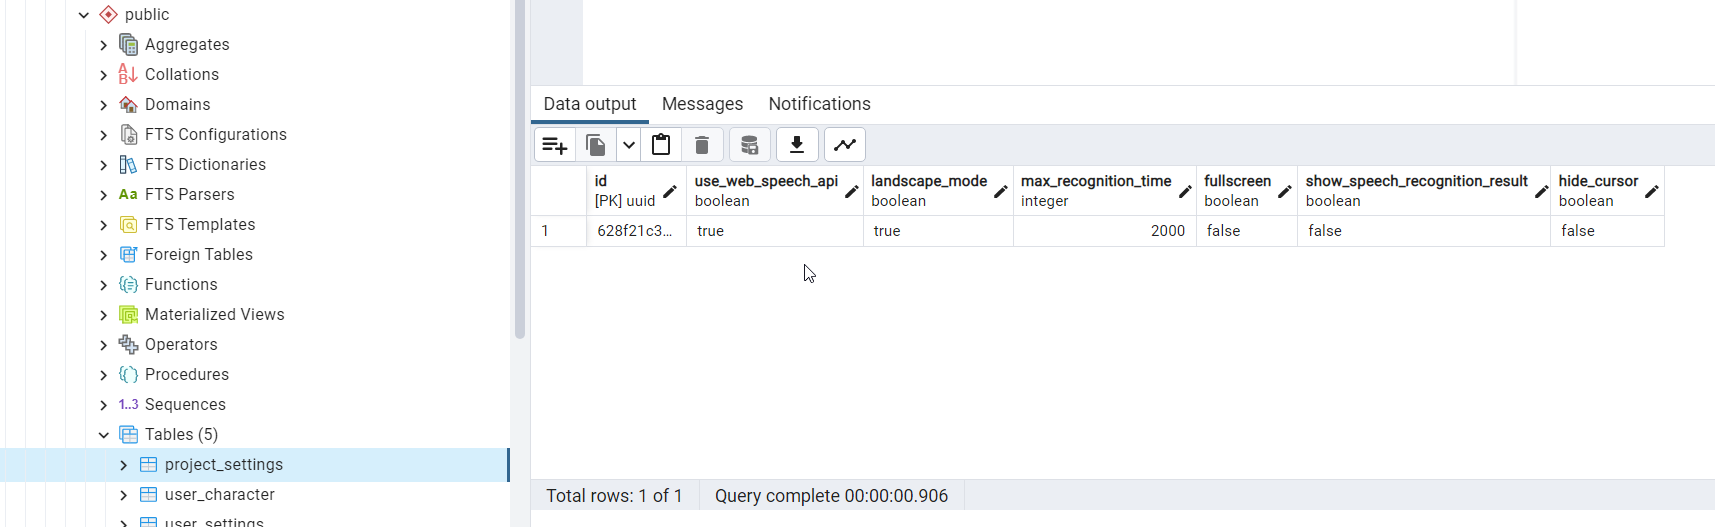 public
Aggregates
Collations
Domains
FTS Configurations
FTS Dictionaries
Aa FTS Parsers
FTS Templates
Foreign Tables
Functions
Materialized Views
Operators
Procedures
1..3 Sequences
Tables (5)
project_settings
user_character
user_settings
Data output Messages Notifications
id use_web_speech_api landscape_mode max_recognition_time fullscreen show_speech_recognition_result hide_cursor
[PK] uuid boolean boolean integer boolean boolean boolean
1 628f21c3... true true 2000 false false false
Total rows: 1 of 1 Query complete 00:00:00.906